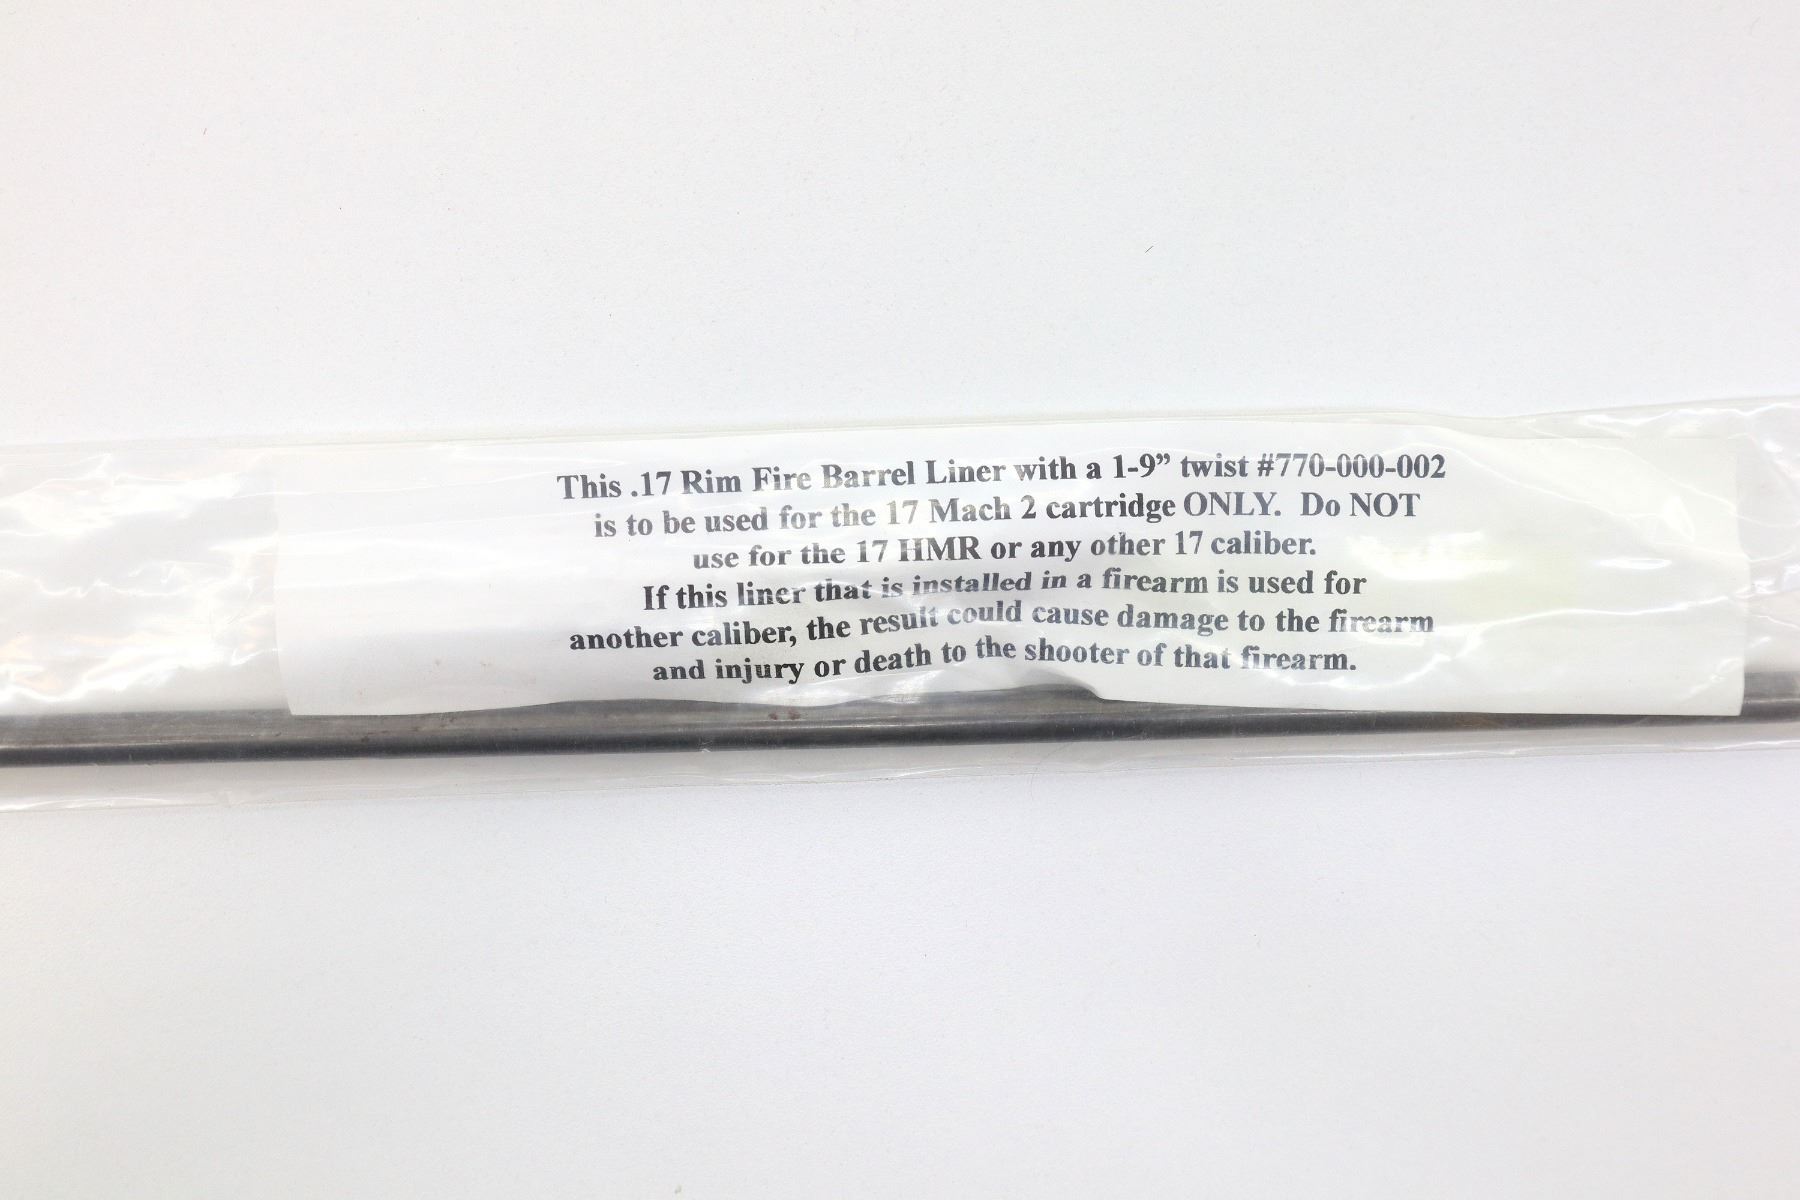 This .17 Rim Fire Barrel Liner with a 1-9” twist #770-000-002
is to be used for the 17 Mach 2 cartridge ONLY.  Do NOT
use for the 17 HMR or any other 17 caliber.
If this liner that is installed in a firearm is used for
another caliber, the result could cause damage to the firearm
and injury or death to the shooter of that firearm.